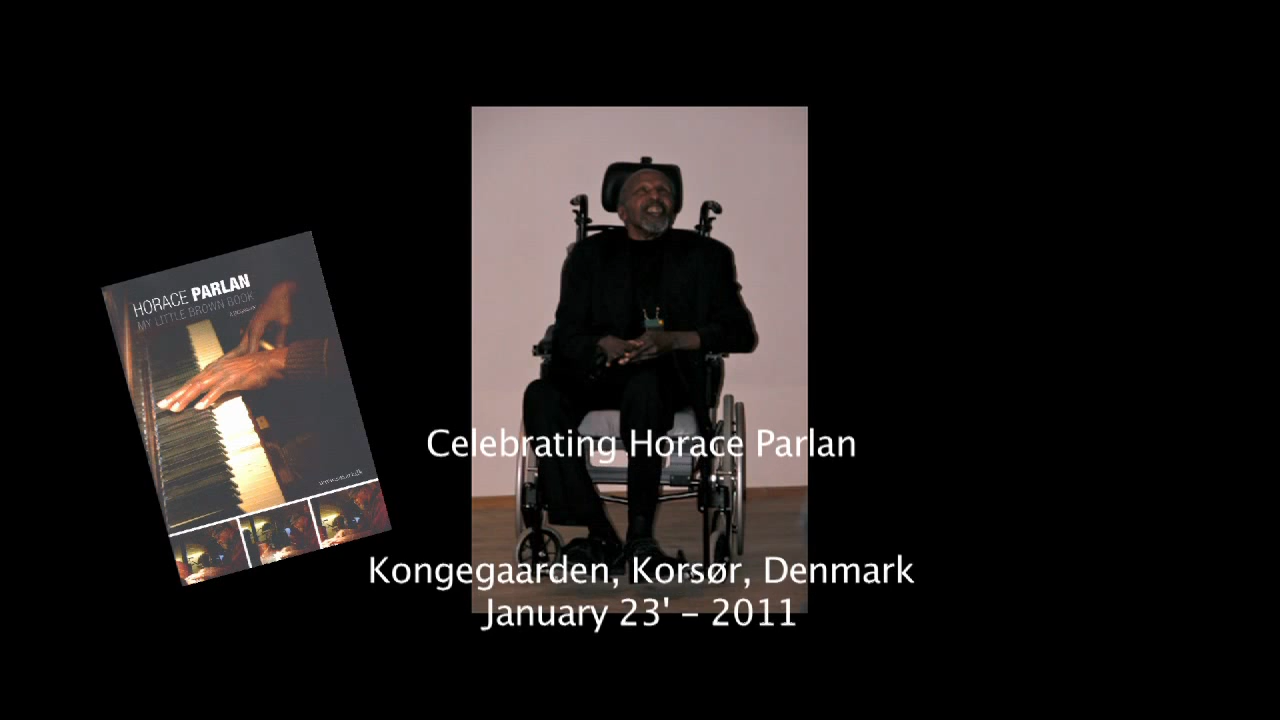 HORACE PARLAN
MY LITTLE BROWN BOOK
Celebrating Horace Parlan
Kongegaarden, Korsør, Denmark
January 23' - 2011